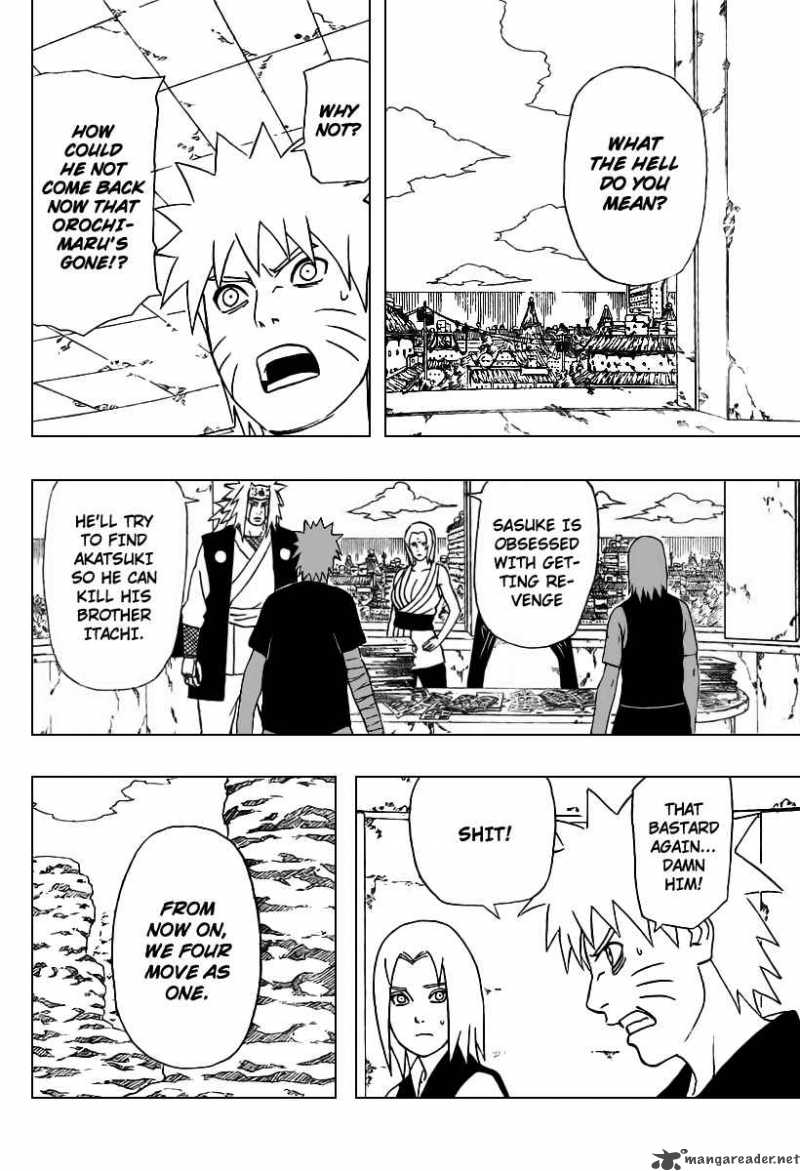 WHAT
THE HELL
DO YOU
MEAN?
WHY
NOT?
HOW
COULD
HE NOT
COME BACK
NOW THAT
OROCHI-
MARU'S
GONE!?
SASUKE IS
OBSESSED
WITH GET-
TING RE-
VENGE
HE'LL TRY
TO FIND
AKATSUKI
SO HE CAN
KILL HIS
BROTHER
ITACHI.
THAT
BASTARD
AGAIN...
DAMN
HIM!
SHIT!
FROM
NOW ON,
WE FOUR
MOVE AS
ONE.
mangareader.net